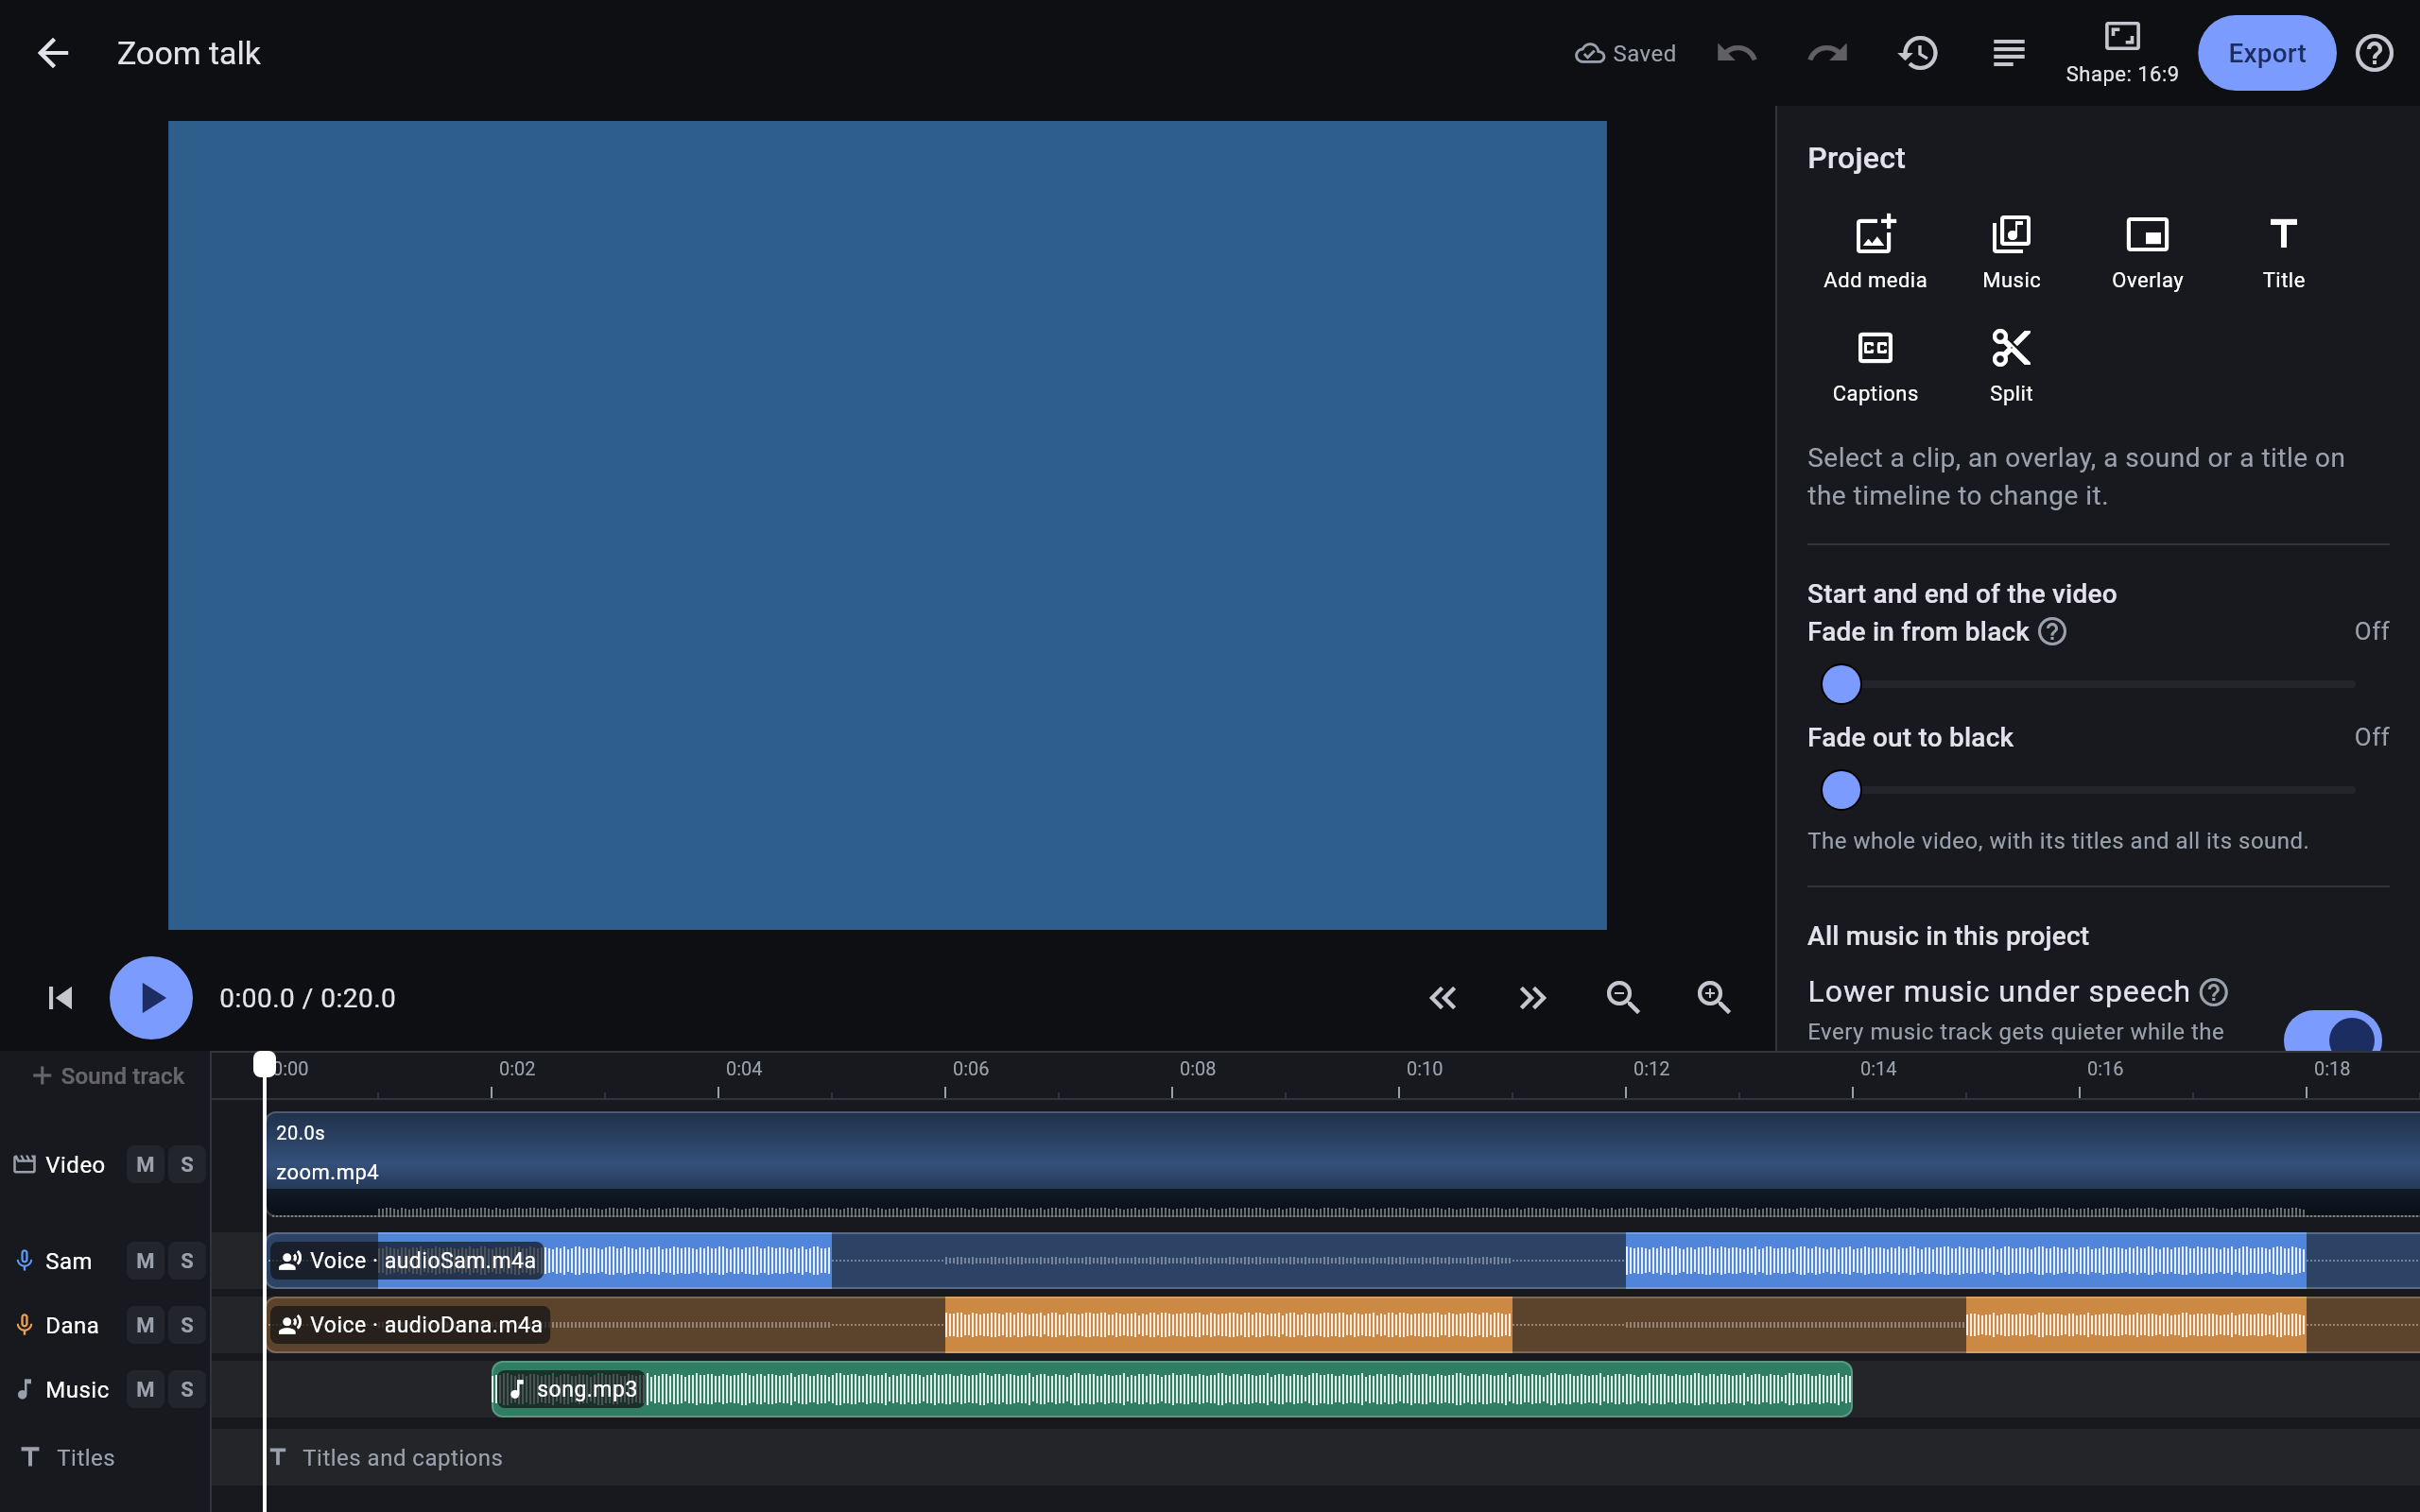 Zoom talk
Saved
Shape: 16:9
Export
Project
Add media
Music
Overlay
Title
Captions
Split
Select a clip, an overlay, a sound or a title on
the timeline to change it.
Start and end of the video
Fade in from black
Off
Fade out to black
Off
The whole video, with its titles and all its sound.
All music in this project
Lower music under speech
Every music track gets quieter while the
0:00.0 / 0:20.0
Sound track
0:00
0:02
0:04
0:06
0:08
0:10
0:12
0:14
0:16
0:18
Video M S
20.0s
zoom.mp4
Sam M S
Voice · audioSam.m4a
Dana M S
Voice · audioDana.m4a
Music M S
song.mp3
Titles
Titles and captions